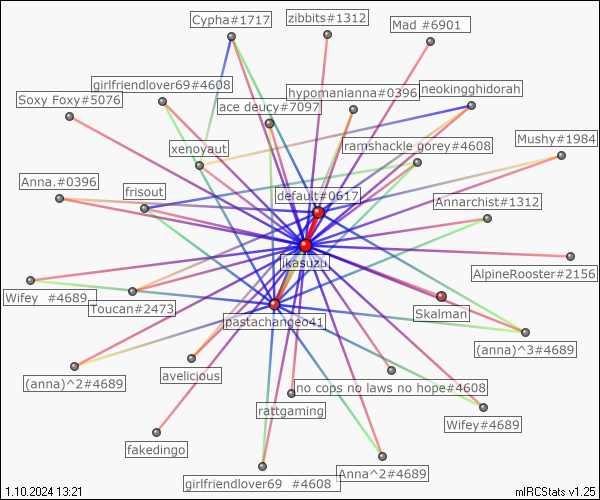 Cypha#1717
zibbits#1312
Mad #6901
girlfriendlover69#4608
Soxy Foxy#5076
ace deucy#7097
hypomanianna#0396
neokingghidorah
xenoyaut
ramshackle gorey#4608
Mushy#1984
Anna.#0396
frisout
default#0617
Annarchist#1312
jkasuzu
AlpineRooster#2156
Wifey #4689
Toucan#2473
pastachangeo41
Skalman
(anna)^3#4689
(anna)^2#4689
avelicious
no cops no laws no hope#4608
rattgaming
Wifey#4689
fakedingo
girlfriendlover69 #4608
Anna^2#4689
1.10.2024 13:21
mIRCStats v1.25